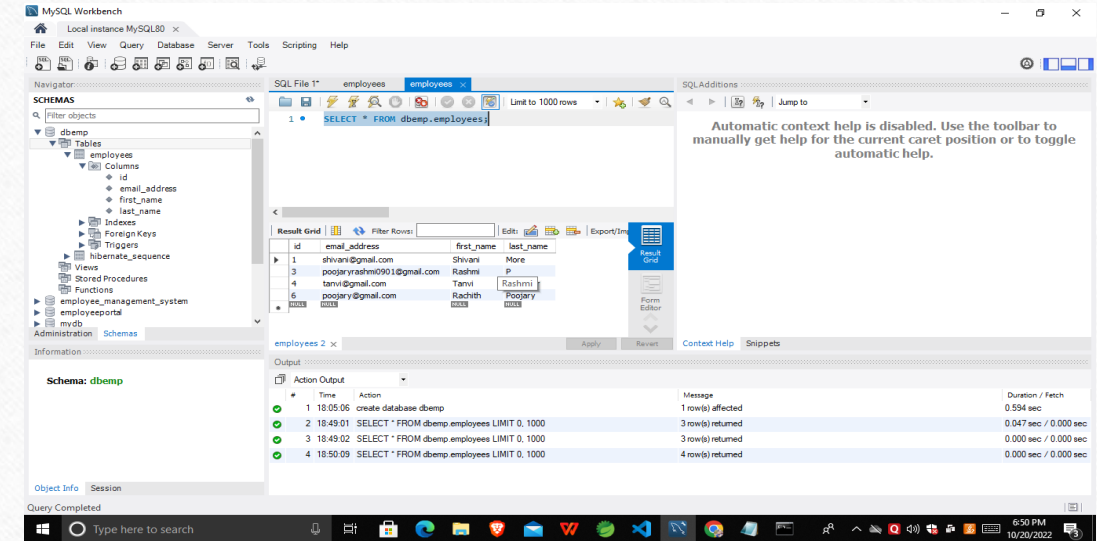 MySQL Workbench
Local instance MySQL80
File Edit View Query Database Server Tools Scripting Help
Navigator
SCHEMAS
Filter objects
dbemp
Tables
employees
Columns
id
email_address
first_name
last_name
Indexes
Foreign Keys
Triggers
hibernate_sequence
Views
Stored Procedures
Functions
employee_management_system
employeeportal
mydb
Administration Schemas
Information
Schema: dbemp
Object Info Session
SQL File 1* employees employees
Limit to 1000 rows
1 SELECT * FROM dbemp.employees;
Result Grid Filter Rows: Edit: Export/Im
id email_address first_name last_name
1 shivani@gmail.com Shivani More
3 poojaryrashmi0901@gmail.com Rashmi P
4 tanvi@gmail.com Tanvi
Rashmi
6 poojary@gmail.com Rachith Poojary
NULL NULL NULL NULL
Result Grid
Form Editor
employees 2 Apply Revert
SQLAdditions
Jump to
Automatic context help is disabled. Use the toolbar to
manually get help for the current caret position or to toggle
automatic help.
Context Help Snippets
Output
Action Output
# Time Action Message Duration / Fetch
1 18:05:06 create database dbemp 1 row(s) affected 0.594 sec
2 18:49:01 SELECT * FROM dbemp.employees LIMIT 0, 1000 3 row(s) returned 0.047 sec / 0.000 sec
3 18:49:02 SELECT * FROM dbemp.employees LIMIT 0, 1000 3 row(s) returned 0.000 sec / 0.000 sec
4 18:50:09 SELECT * FROM dbemp.employees LIMIT 0, 1000 4 row(s) returned 0.000 sec / 0.000 sec
Query Completed
Type here to search
6:50 PM
10/20/2022